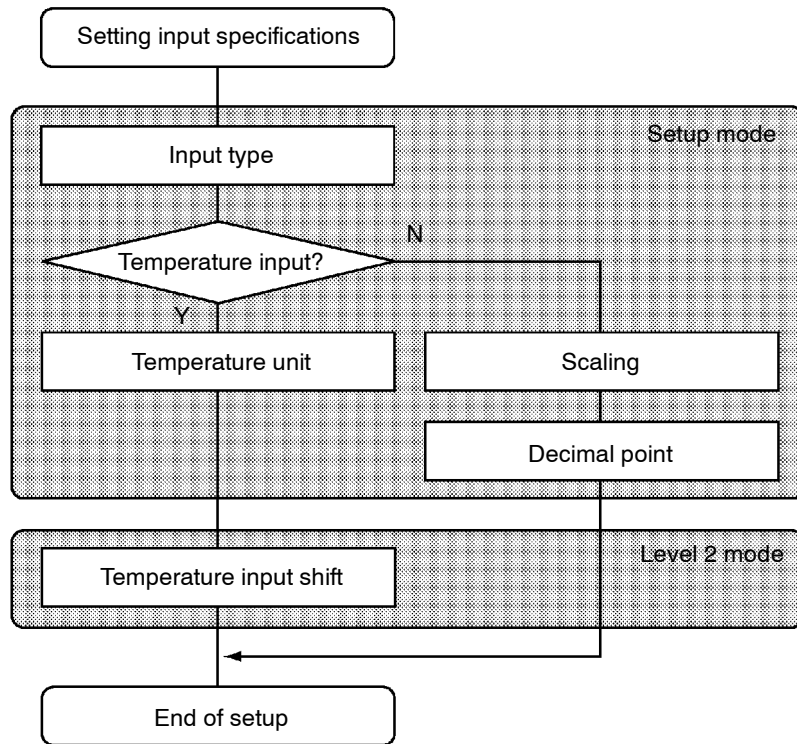 Setting input specifications
Setup mode
Input type
N
Temperature input?
Y
Temperature unit
Scaling
Decimal point
Level 2 mode
Temperature input shift
End of setup